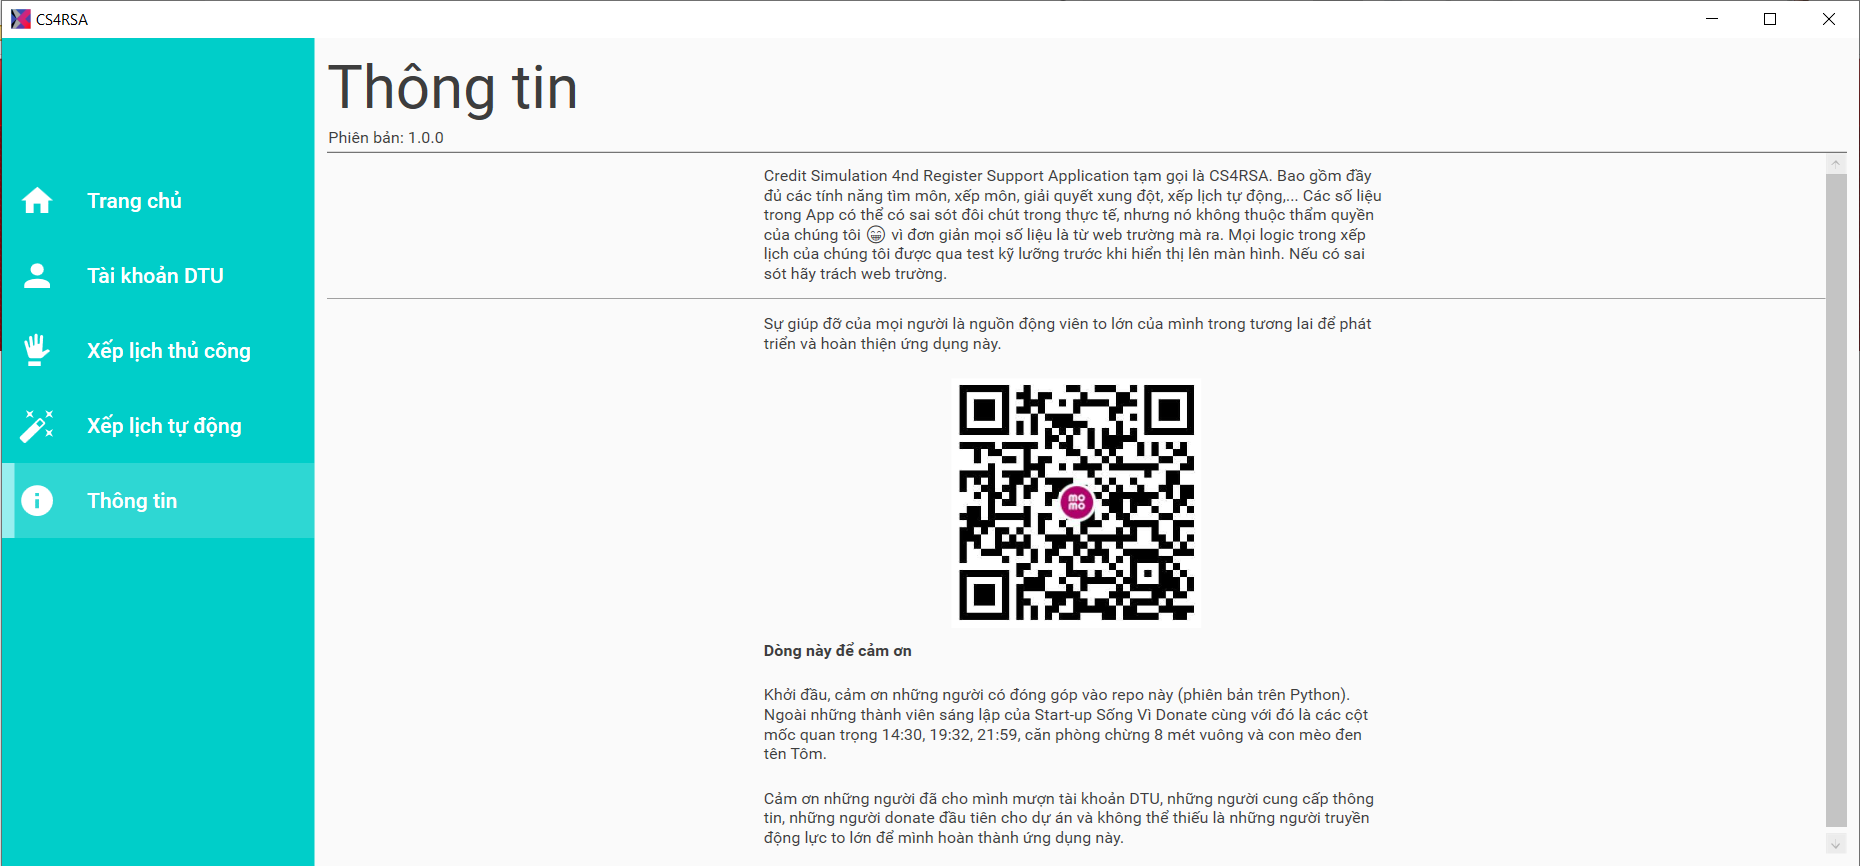 CS4RSA
Trang chủ
Tài khoản DTU
Xếp lịch thủ công
Xếp lịch tự động
Thông tin
Thông tin
Phiên bản: 1.0.0
Credit Simulation 4nd Register Support Application tạm gọi là CS4RSA. Bao gồm đầy
đủ các tính năng tìm môn, xếp môn, giải quyết xung đột, xếp lịch tự động,... Các số liệu
trong App có thể có sai sót đôi chút trong thực tế, nhưng nó không thuộc thẩm quyền
của chúng tôi 😁 vì đơn giản mọi số liệu là từ web trường mà ra. Mọi logic trong xếp
lịch của chúng tôi được qua test kỹ lưỡng trước khi hiển thị lên màn hình. Nếu có sai
sót hãy trách web trường.
Sự giúp đỡ của mọi người là nguồn động viên to lớn của mình trong tương lai để phát
triển và hoàn thiện ứng dụng này.
mo
mo
Dòng này để cảm ơn
Khởi đầu, cảm ơn những người có đóng góp vào repo này (phiên bản trên Python).
Ngoài những thành viên sáng lập của Start-up Sống Vì Donate cùng với đó là các cột
mốc quan trọng 14:30, 19:32, 21:59, căn phòng chừng 8 mét vuông và con mèo đen
tên Tôm.
Cảm ơn những người đã cho mình mượn tài khoản DTU, những người cung cấp thông
tin, những người donate đầu tiên cho dự án và không thể thiếu là những người truyền
động lực to lớn để mình hoàn thành ứng dụng này.